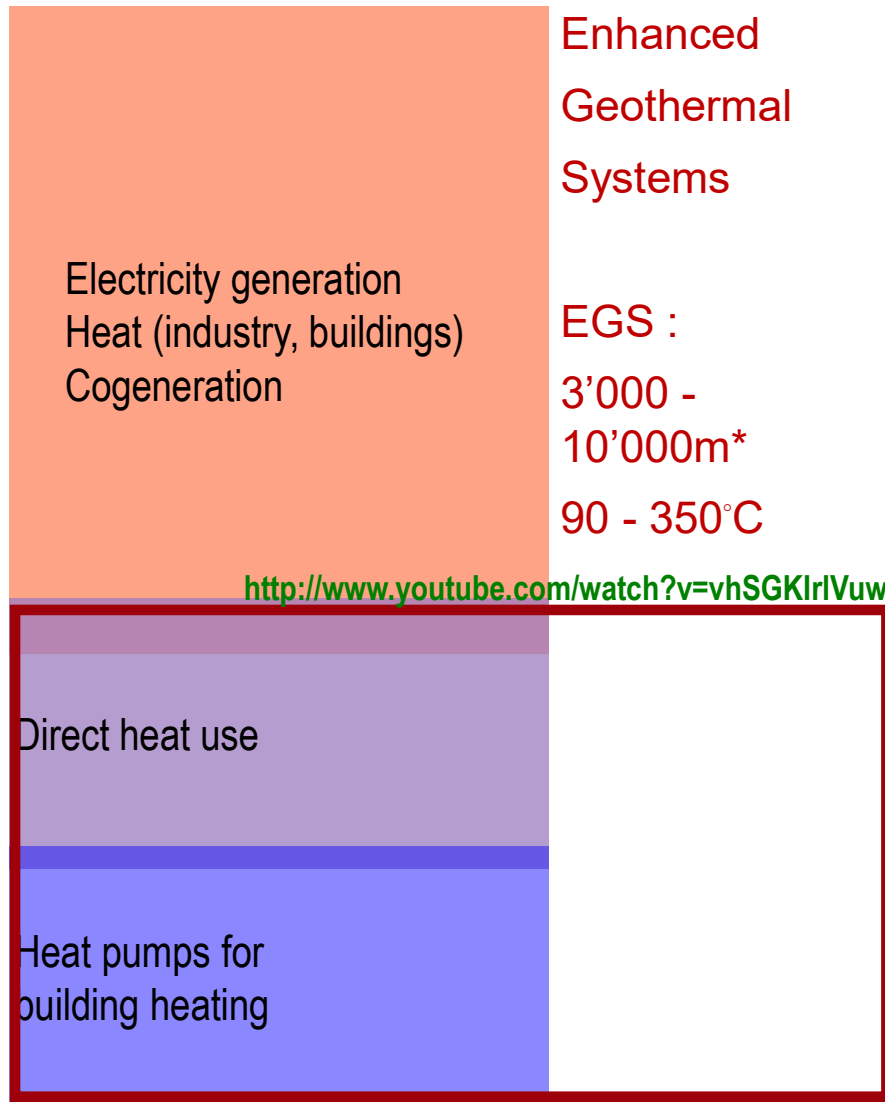 Enhanced
Geothermal
Systems
Electricity generation
Heat (industry, buildings)
Cogeneration
EGS :
3’000 -
10’000m*
90 - 350°C
http://www.youtube.com/watch?v=vhSGKIrIVuw
Direct heat use
Heat pumps for
building heating